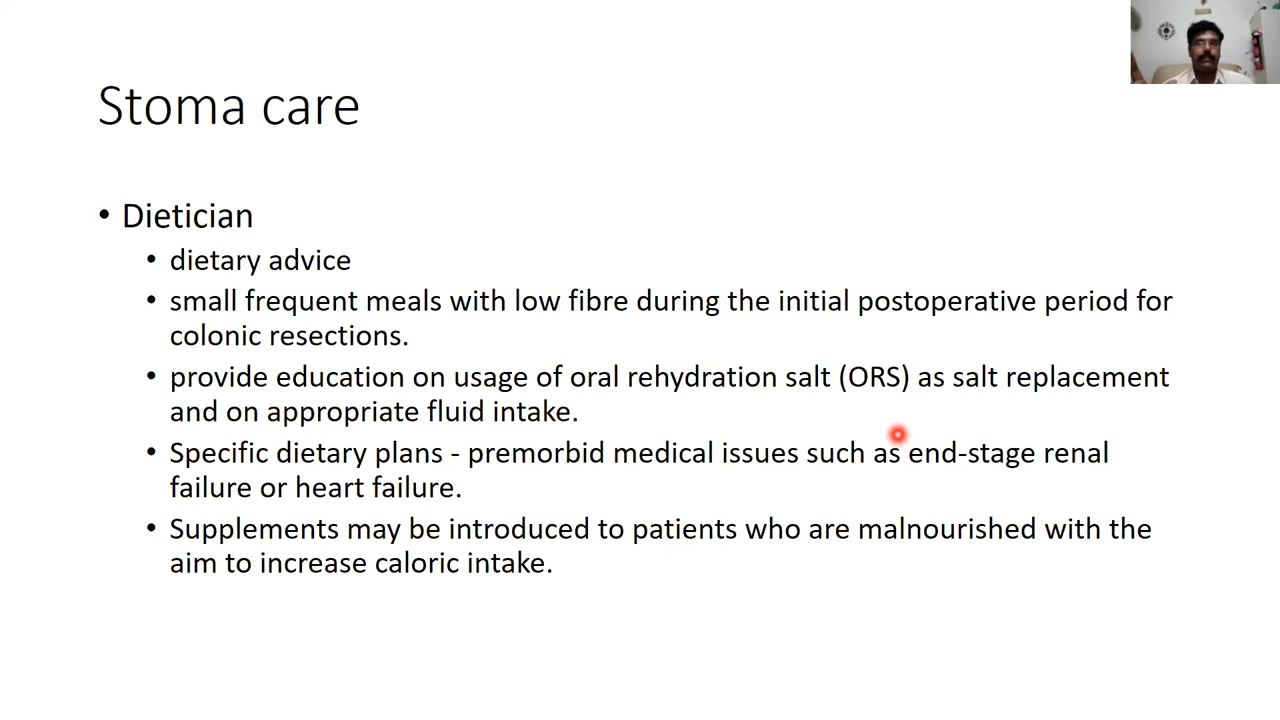 Stoma care
• Dietician
• dietary advice
• small frequent meals with low fibre during the initial postoperative period for
colonic resections.
• provide education on usage of oral rehydration salt (ORS) as salt replacement
and on appropriate fluid intake.
• Specific dietary plans - premorbid medical issues such as end-stage renal
failure or heart failure.
• Supplements may be introduced to patients who are malnourished with the
aim to increase caloric intake.